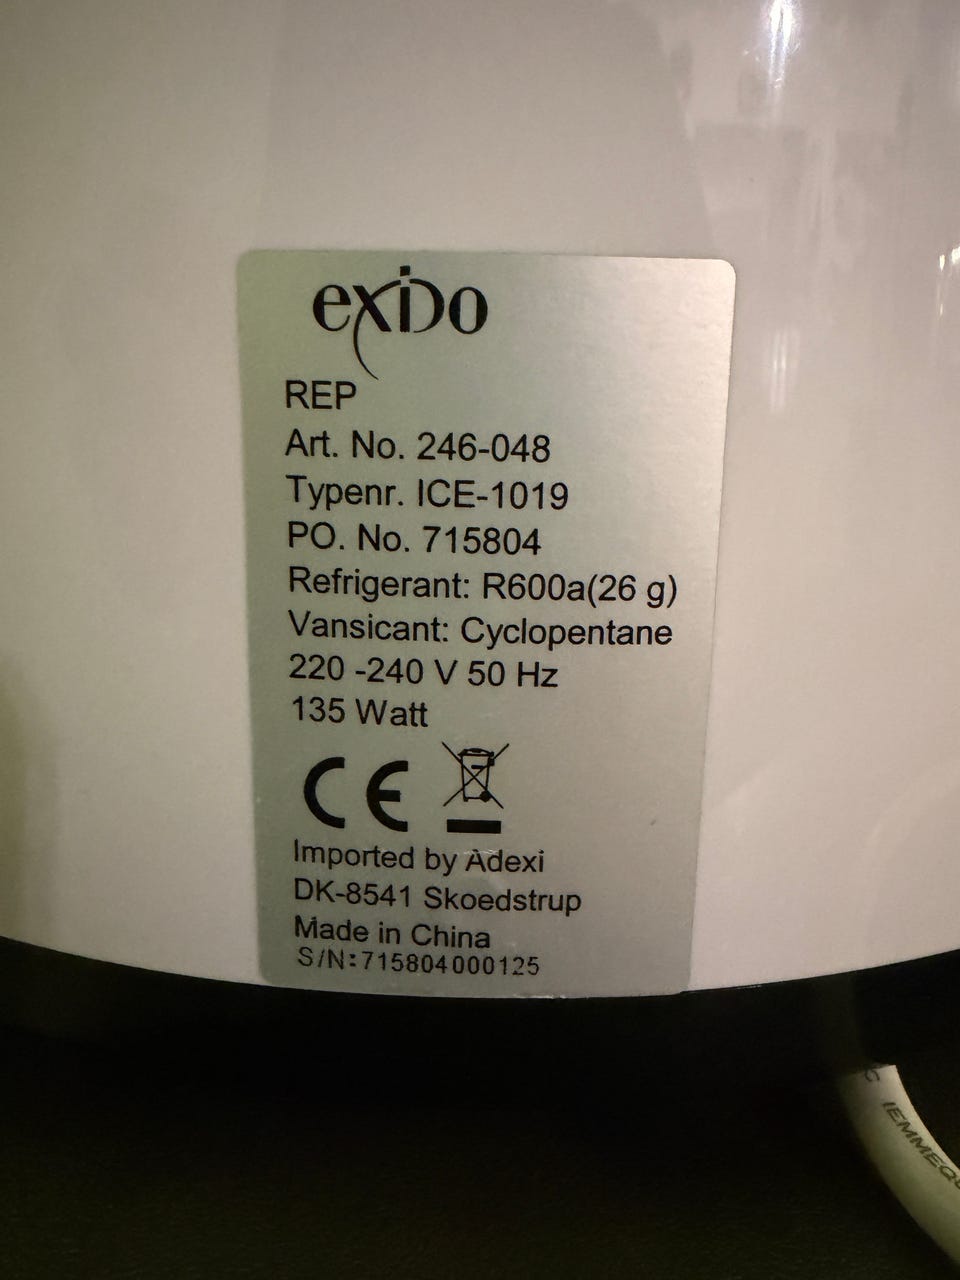 exido
REP
Art. No. 246-048
Typenr. ICE-1019
PO. No. 715804
Refrigerant: R600a(26 g)
Vansicant: Cyclopentane
220 -240 V 50 Hz
135 Watt
CE
Imported by Adexi
DK-8541 Skoedstrup
Made in China
S/N:715804000125
IEMMEQU